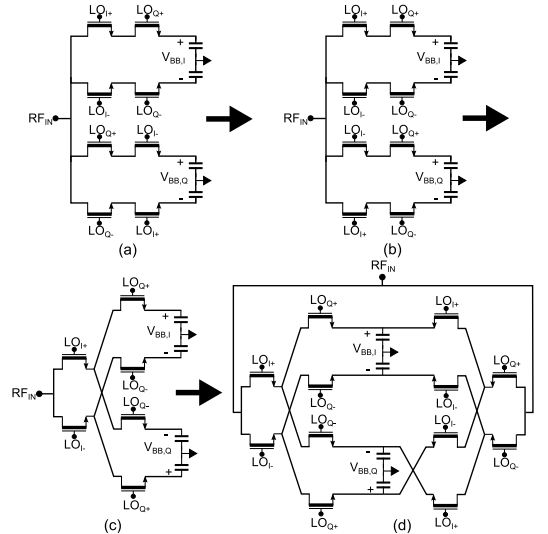 LOI+ LOQ+
+
VBB,I
-
LOI- LOQ-
RFIN
LOQ+ LOI-
+
VBB,Q
-
LOQ- LOI+
(a)
LOI+ LOQ+
+
VBB,I
-
LOI- LOQ-
RFIN
LOI- LOQ+
+
VBB,Q
-
LOI+ LOQ-
(b)
LOQ+
+
VBB,I
-
LOI+
LOQ-
RFIN
LOQ-
LOI-
-
VBB,Q
+
LOQ+
(c)
RFIN
LOQ+ LOI+
+
VBB,I
-
LOI+ LOQ+
LOQ- LOI-
LOQ- LOI-
LOI- LOQ-
-
VBB,Q
+
LOQ+ LOI+
(d)